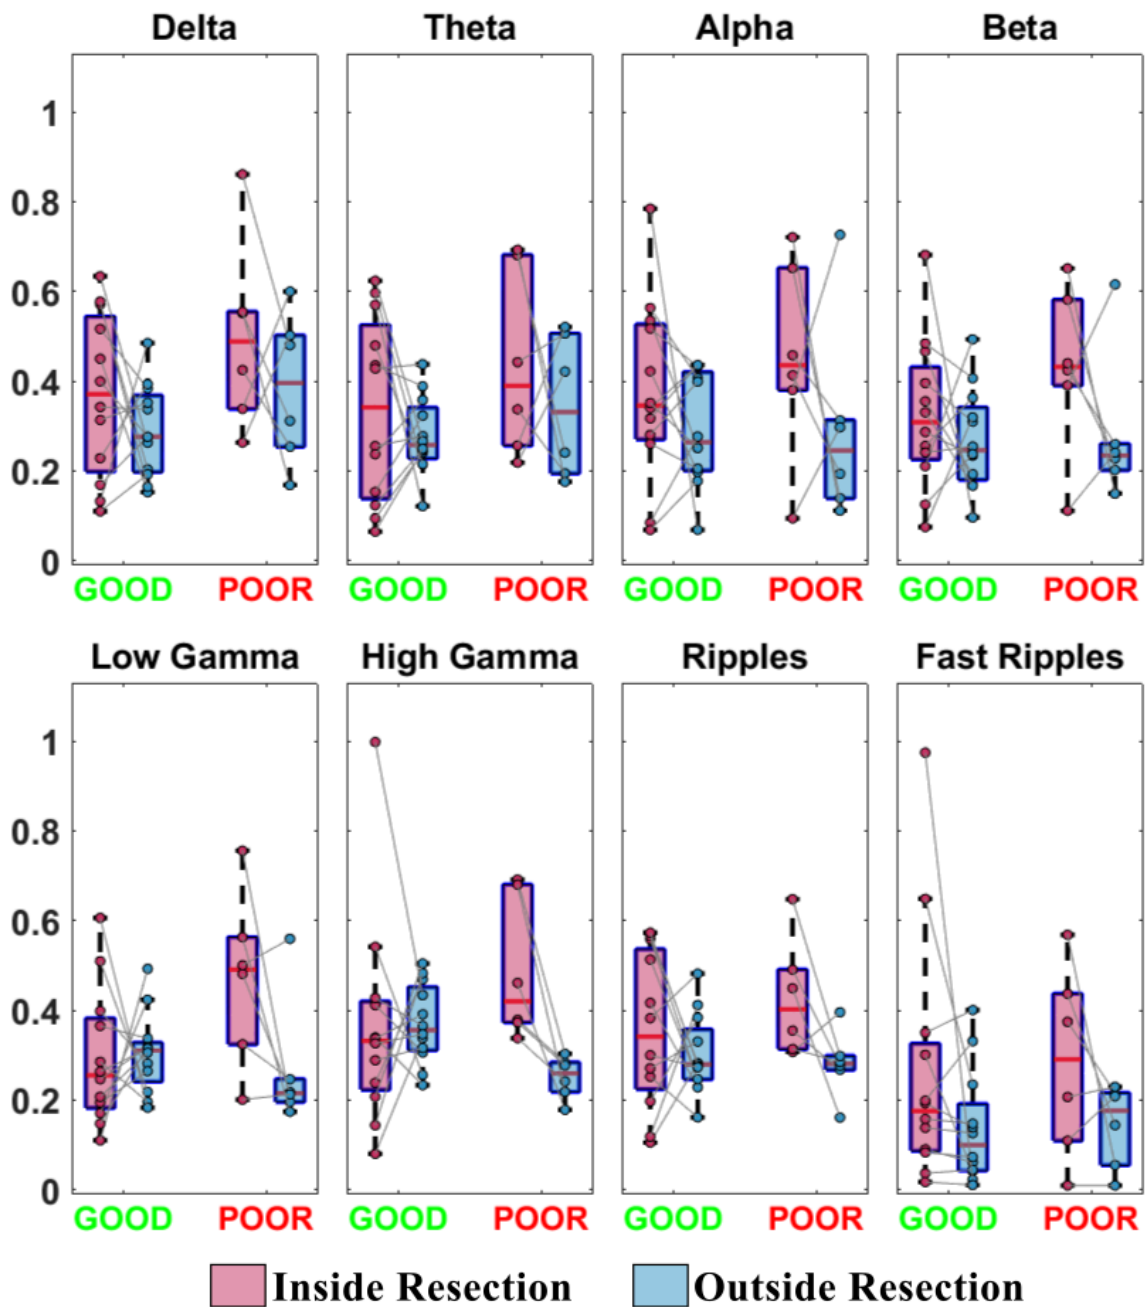 Delta Theta Alpha Beta
1
0.8
0.6
0.4
0.2
0
GOOD POOR GOOD POOR GOOD POOR GOOD POOR
Low Gamma High Gamma Ripples Fast Ripples
1
0.8
0.6
0.4
0.2
0
GOOD POOR GOOD POOR GOOD POOR GOOD POOR
Inside Resection Outside Resection